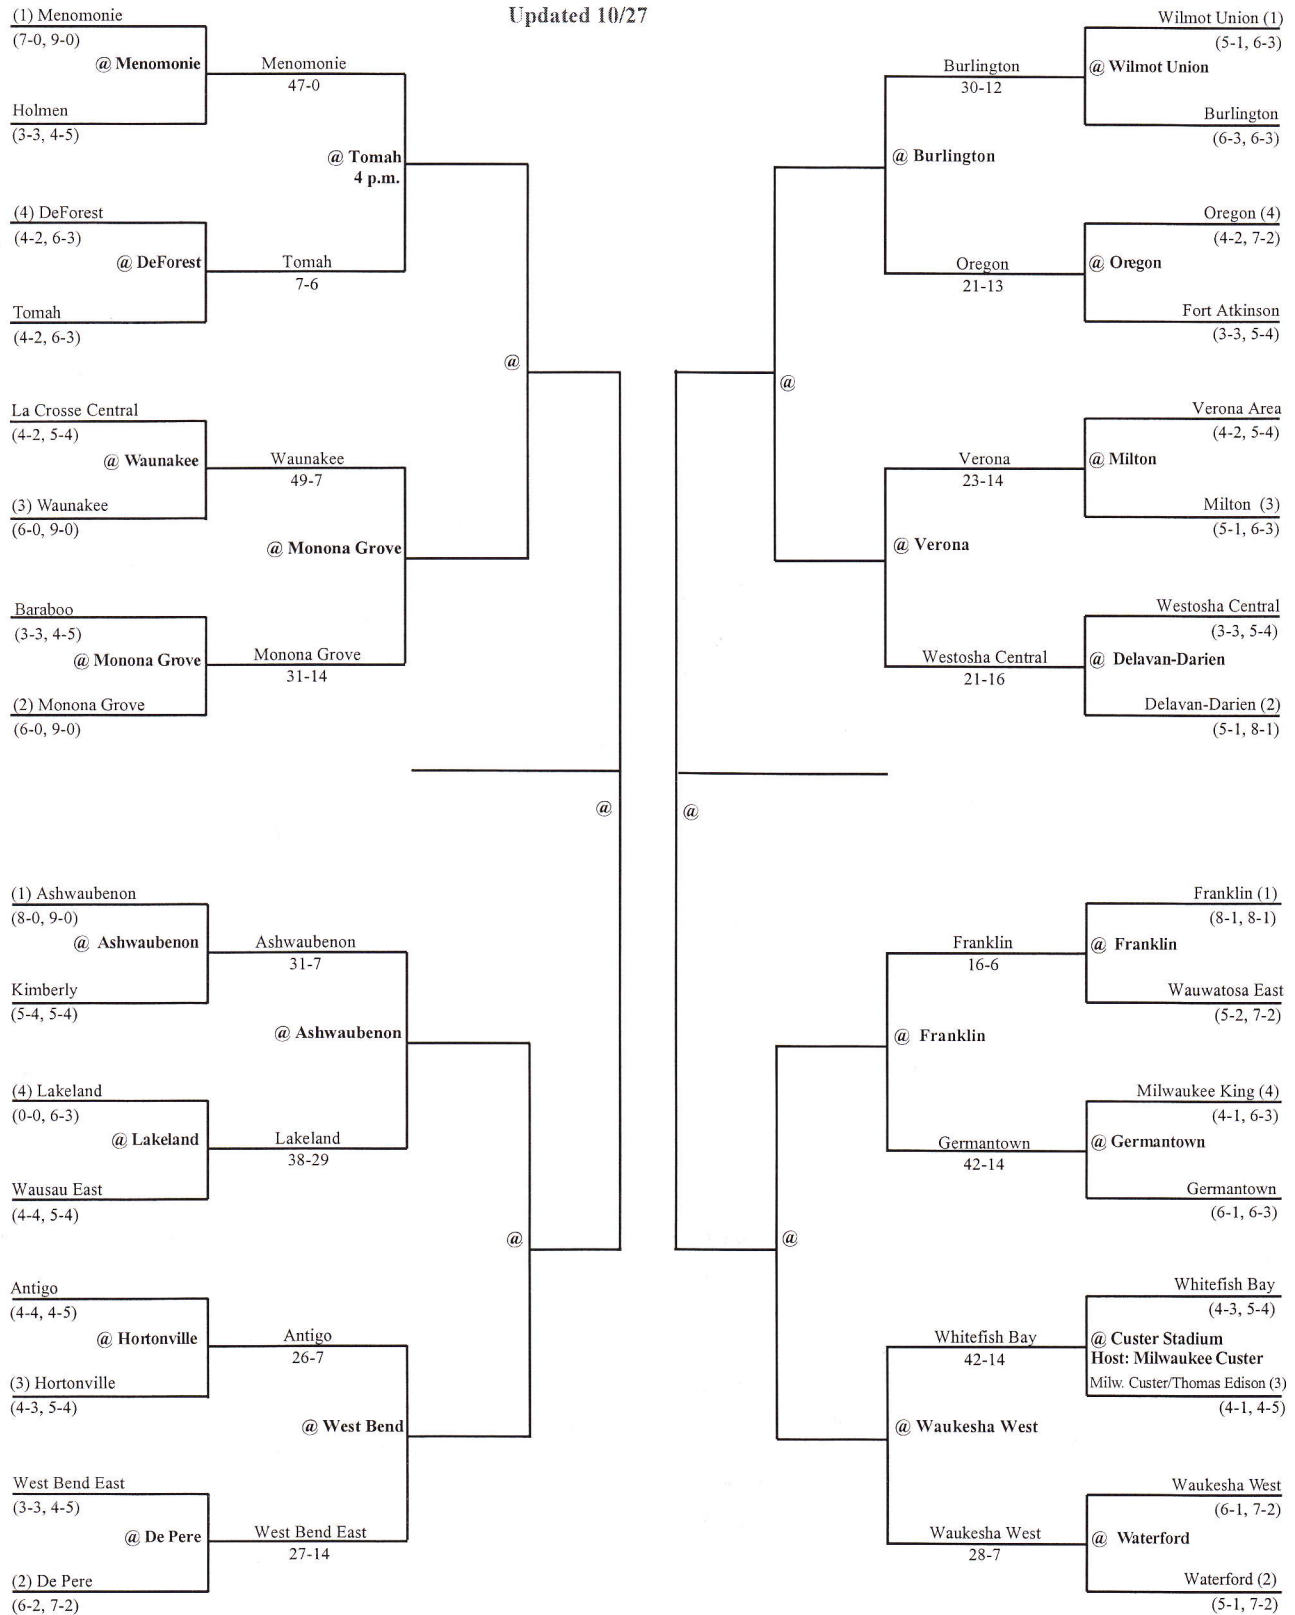 Updated 10/27
(1) Menomonie
(7-0, 9-0)
@ Menomonie
Menomonie
47-0
Holmen
(3-3, 4-5)
@ Tomah
4 p.m.
(4) DeForest
(4-2, 6-3)
@ DeForest
Tomah
7-6
Tomah
(4-2, 6-3)
@
La Crosse Central
(4-2, 5-4)
@ Waunakee
Waunakee
49-7
(3) Waunakee
(6-0, 9-0)
@ Monona Grove
Baraboo
(3-3, 4-5)
@ Monona Grove
Monona Grove
31-14
(2) Monona Grove
(6-0, 9-0)
@
(1) Ashwaubenon
(8-0, 9-0)
@ Ashwaubenon
Ashwaubenon
31-7
Kimberly
(5-4, 5-4)
@ Ashwaubenon
(4) Lakeland
(0-0, 6-3)
@ Lakeland
Lakeland
38-29
Wausau East
(4-4, 5-4)
@
Antigo
(4-4, 4-5)
@ Hortonville
Antigo
26-7
(3) Hortonville
(4-3, 5-4)
@ West Bend
West Bend East
(3-3, 4-5)
@ De Pere
West Bend East
27-14
(2) De Pere
(6-2, 7-2)
Wilmot Union (1)
(5-1, 6-3)
@ Wilmot Union
Burlington
30-12
Burlington
(6-3, 6-3)
@ Burlington
Oregon (4)
(4-2, 7-2)
@ Oregon
Oregon
21-13
Fort Atkinson
(3-3, 5-4)
@
Verona Area
(4-2, 5-4)
@ Milton
Verona
23-14
Milton (3)
(5-1, 6-3)
@ Verona
Westosha Central
(3-3, 5-4)
@ Delavan-Darien
Westosha Central
21-16
Delavan-Darien (2)
(5-1, 8-1)
@
Franklin (1)
(8-1, 8-1)
@ Franklin
Franklin
16-6
Wauwatosa East
(5-2, 7-2)
@ Franklin
Milwaukee King (4)
(4-1, 6-3)
@ Germantown
Germantown
42-14
Germantown
(6-1, 6-3)
@
Whitefish Bay
(4-3, 5-4)
@ Custer Stadium
Host: Milwaukee Custer
Whitefish Bay
42-14
Milw. Custer/Thomas Edison (3)
(4-1, 4-5)
@ Waukesha West
Waukesha West
(6-1, 7-2)
@ Waterford
Waukesha West
28-7
Waterford (2)
(5-1, 7-2)